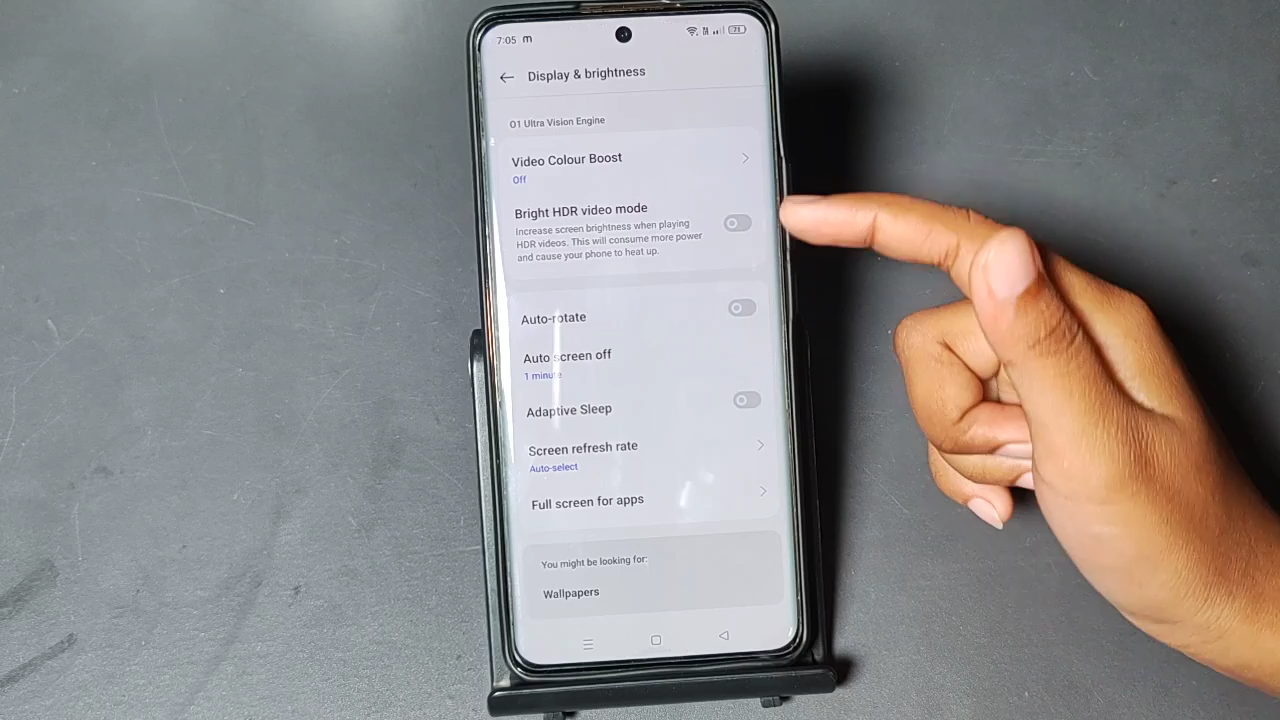 7:05 m
71
Display & brightness
O1 Ultra Vision Engine
Video Colour Boost
Off
Bright HDR video mode
Increase screen brightness when playing
HDR videos. This will consume more power
and cause your phone to heat up.
Auto-rotate
Auto screen off
1 minute
Adaptive Sleep
Screen refresh rate
Auto-select
Full screen for apps
You might be looking for:
Wallpapers